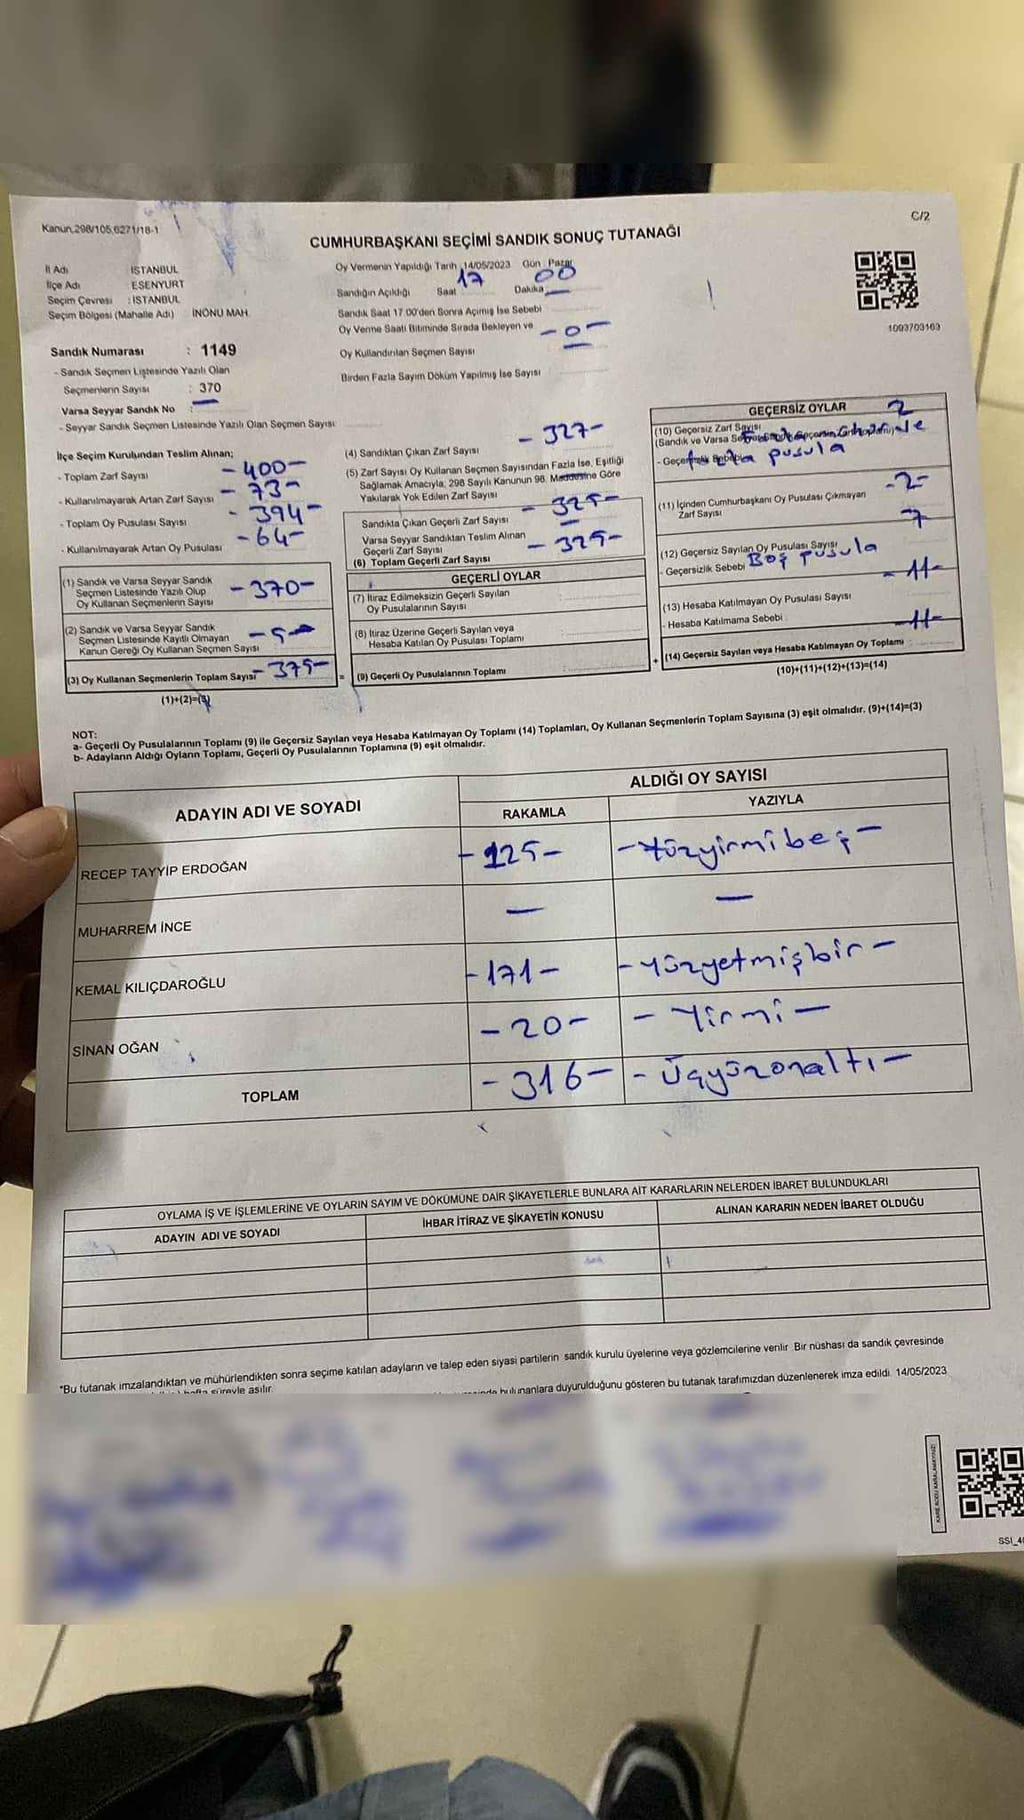 Kanun,298/105,6271/18-1
C/2
CUMHURBAŞKANI SEÇİMİ SANDIK SONUÇ TUTANAĞI
İl Adı İSTANBUL
İlçe Adı ESENYURT
Seçim Çevresi : İSTANBUL
Seçim Bölgesi (Mahalle Adı) İNÖNÜ MAH.
Sandık Numarası : 1149
- Sandık Seçmen Listesinde Yazılı Olan
Seçmenlerin Sayısı : 370
Varsa Seyyar Sandık No : —
- Seyyar Sandık Seçmen Listesinde Yazılı Olan Seçmen Sayısı:
Oy Vermenin Yapıldığı Tarih 14/05/2023 Gün : Pazar
Sandığın Açıldığı Saat 17 Dakika 00
Sandık Saat 17.00'den Sonra Açımış İse Sebebi
Oy Verme Saati Bitiminde Sırada Bekleyen ve
Oy Kullandırılan Seçmen Sayısı - 0 -
Birden Fazla Sayım Döküm Yapılmış İse Sayısı
1003703163
İlçe Seçim Kurulundan Teslim Alınan;
- Toplam Zarf Sayısı - 400 -
- Kullanılmayarak Artan Zarf Sayısı - 73 -
- Toplam Oy Pusulası Sayısı - 394 -
- Kullanılmayarak Artan Oy Pusulası - 64 -
(1) Sandık ve Varsa Seyyar Sandık
Seçmen Listesinde Yazılı Olup
Oy Kullanan Seçmenlerin Sayısı - 370 -
(2) Sandık ve Varsa Seyyar Sandık
Seçmen Listesinde Kayıtlı Olmayan
Kanun Gereği Oy Kullanan Seçmen Sayısı - 5 -
(3) Oy Kullanan Seçmenlerin Toplam Sayısı - 375 -
(1)+(2)=(3)
(4) Sandıktan Çıkan Zarf Sayısı - 327 -
(5) Zarf Sayısı Oy Kullanan Seçmen Sayısından Fazla İse, Eşitliği
Sağlamak Amacıyla, 298 Sayılı Kanunun 98. Maddesine Göre
Yakılarak Yok Edilen Zarf Sayısı
Sandıkta Çıkan Geçerli Zarf Sayısı - 325 -
Varsa Seyyar Sandıktan Teslim Alınan
Geçerli Zarf Sayısı —
(6) Toplam Geçerli Zarf Sayısı - 325 -
GEÇERLİ OYLAR
(7) İtiraz Edilmeksizin Geçerli Sayılan
Oy Pusulalarının Sayısı
(8) İtiraz Üzerine Geçerli Sayılan veya
Hesaba Katılan Oy Pusulası Toplamı
= (9) Geçerli Oy Pusulalarının Toplamı
GEÇERSİZ OYLAR
(10) Geçersiz Zarf Sayısı 2
- Geçersizlik Sebebi fazla pusula
(11) İçinden Cumhurbaşkanı Oy Pusulası Çıkmayan
Zarf Sayısı - 2 -
(12) Geçersiz Sayılan Oy Pusulası Sayısı 7
- Geçersizlik Sebebi Boş pusula
(13) Hesaba Katılmayan Oy Pusulası Sayısı - 11 -
- Hesaba Katılmama Sebebi
+ (14) Geçersiz Sayılan veya Hesaba Katılmayan Oy Toplamı : - 11 -
(10)+(11)+(12)+(13)=(14)
NOT:
a- Geçerli Oy Pusulalarının Toplamı (9) ile Geçersiz Sayılan veya Hesaba Katılmayan Oy Toplamı (14) Toplamları, Oy Kullanan Seçmenlerin Toplam Sayısına (3) eşit olmalıdır. (9)+(14)=(3)
b- Adayların Aldığı Oyların Toplamı, Geçerli Oy Pusulalarının Toplamına (9) eşit olmalıdır.
ADAYIN ADI VE SOYADI ALDIĞI OY SAYISI
RAKAMLA YAZIYLA
RECEP TAYYİP ERDOĞAN - 125 - - Yüzyirmibeş -
MUHARREM İNCE — —
KEMAL KILIÇDAROĞLU - 171 - - Yüzyetmişbir -
SİNAN OĞAN - 20 - - Yirmi -
TOPLAM - 316 - - Üçyüzonaltı -
OYLAMA İŞ VE İŞLEMLERİNE VE OYLARIN SAYIM VE DÖKÜMÜNE DAİR ŞİKAYETLERLE BUNLARA AİT KARARLARIN NELERDEN İBARET BULUNDUKLARI
ADAYIN ADI VE SOYADI İHBAR İTİRAZ VE ŞİKAYETİN KONUSU ALINAN KARARIN NEDEN İBARET OLDUĞU
*Bu tutanak imzalandıktan ve mühürlendikten sonra seçime katılan adayların ve talep eden siyasi partilerin sandık kurulu üyelerine veya gözlemcilerine verilir. Bir nüshası da sandık çevresinde
hafta süreyle asılır.
bulunanlara duyurulduğunu gösteren bu tutanak tarafımızdan düzenlenerek imza edildi. 14/05/2023